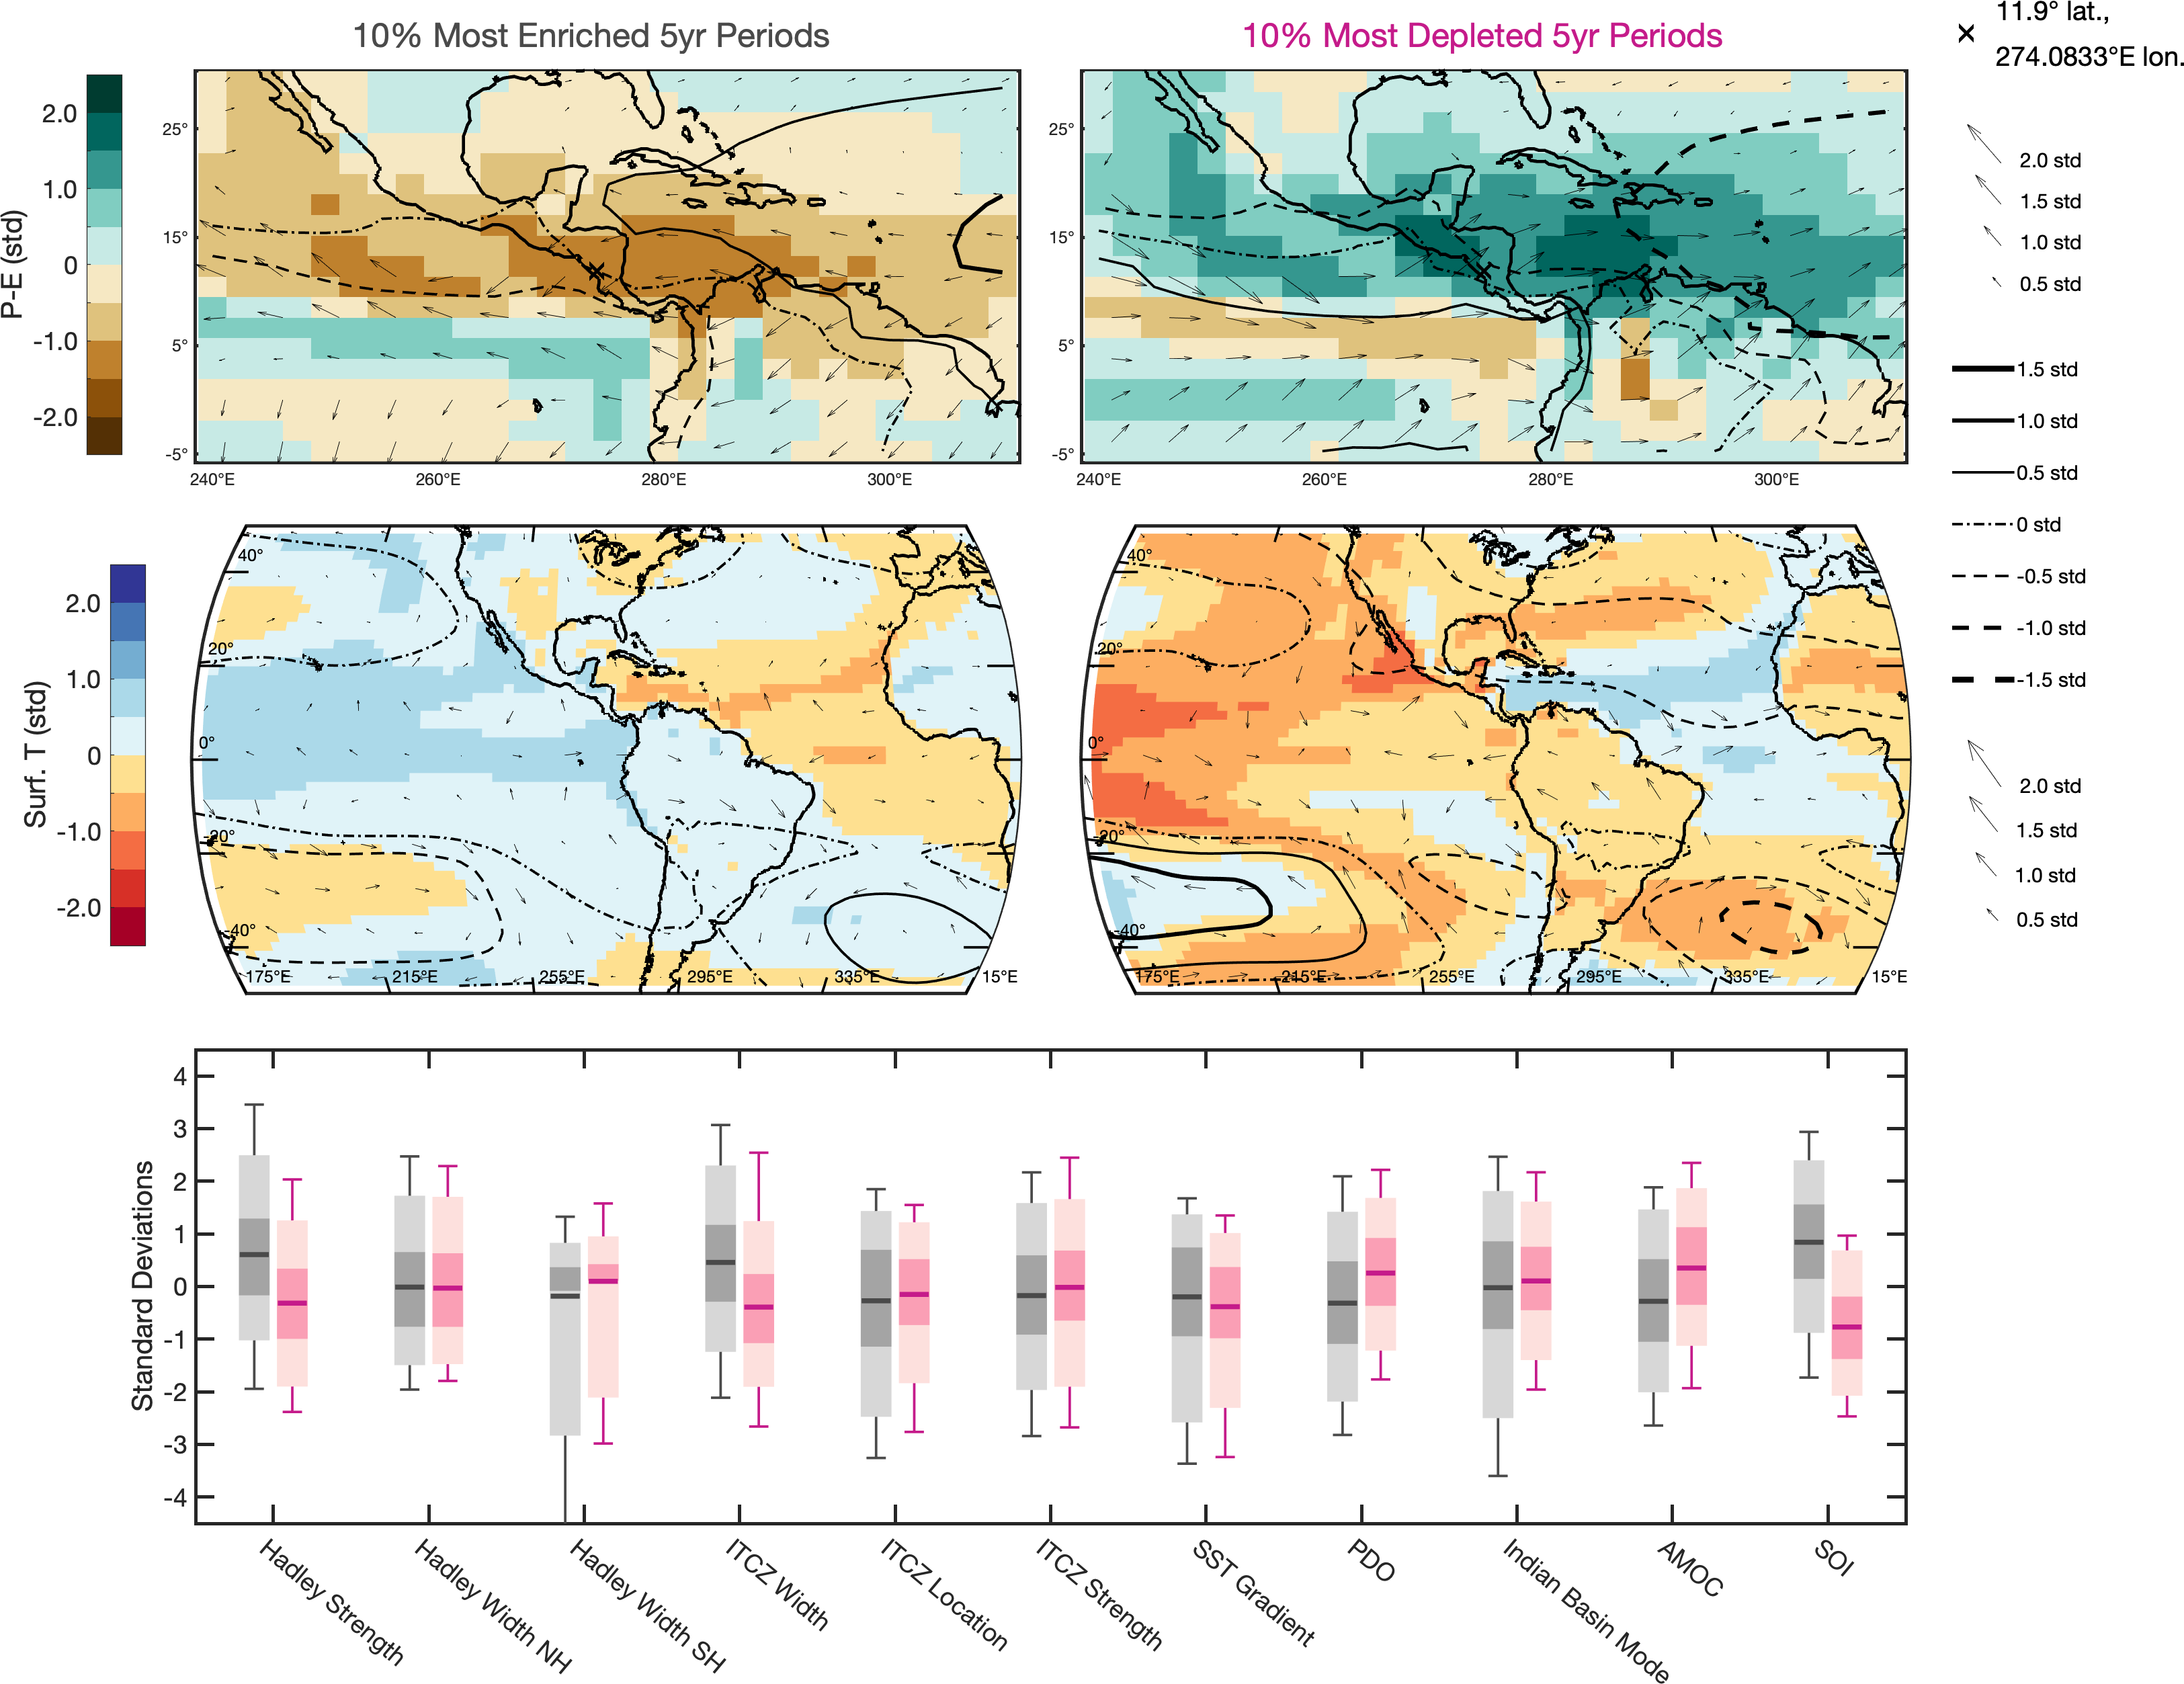 10% Most Enriched 5yr Periods
10% Most Depleted 5yr Periods
11.9° lat.,
274.0833°E lon.
P-E (std)
2.0
1.0
0
-1.0
-2.0
25°
15°
5°
-5°
240°E
260°E
280°E
300°E
25°
15°
5°
-5°
240°E
260°E
280°E
300°E
2.0 std
1.5 std
1.0 std
0.5 std
1.5 std
1.0 std
0.5 std
0 std
-0.5 std
-1.0 std
-1.5 std
Surf. T (std)
2.0
1.0
0
-1.0
-2.0
40°
20°
0°
-20°
-40°
175°E
215°E
255°E
295°E
335°E
15°E
40°
20°
0°
-20°
-40°
175°E
215°E
255°E
295°E
335°E
15°E
2.0 std
1.5 std
1.0 std
0.5 std
Standard Deviations
4
3
2
1
0
-1
-2
-3
-4
Hadley Strength
Hadley Width NH
Hadley Width SH
ITCZ Width
ITCZ Location
ITCZ Strength
SST Gradient
PDO
Indian Basin Mode
AMOC
SOI